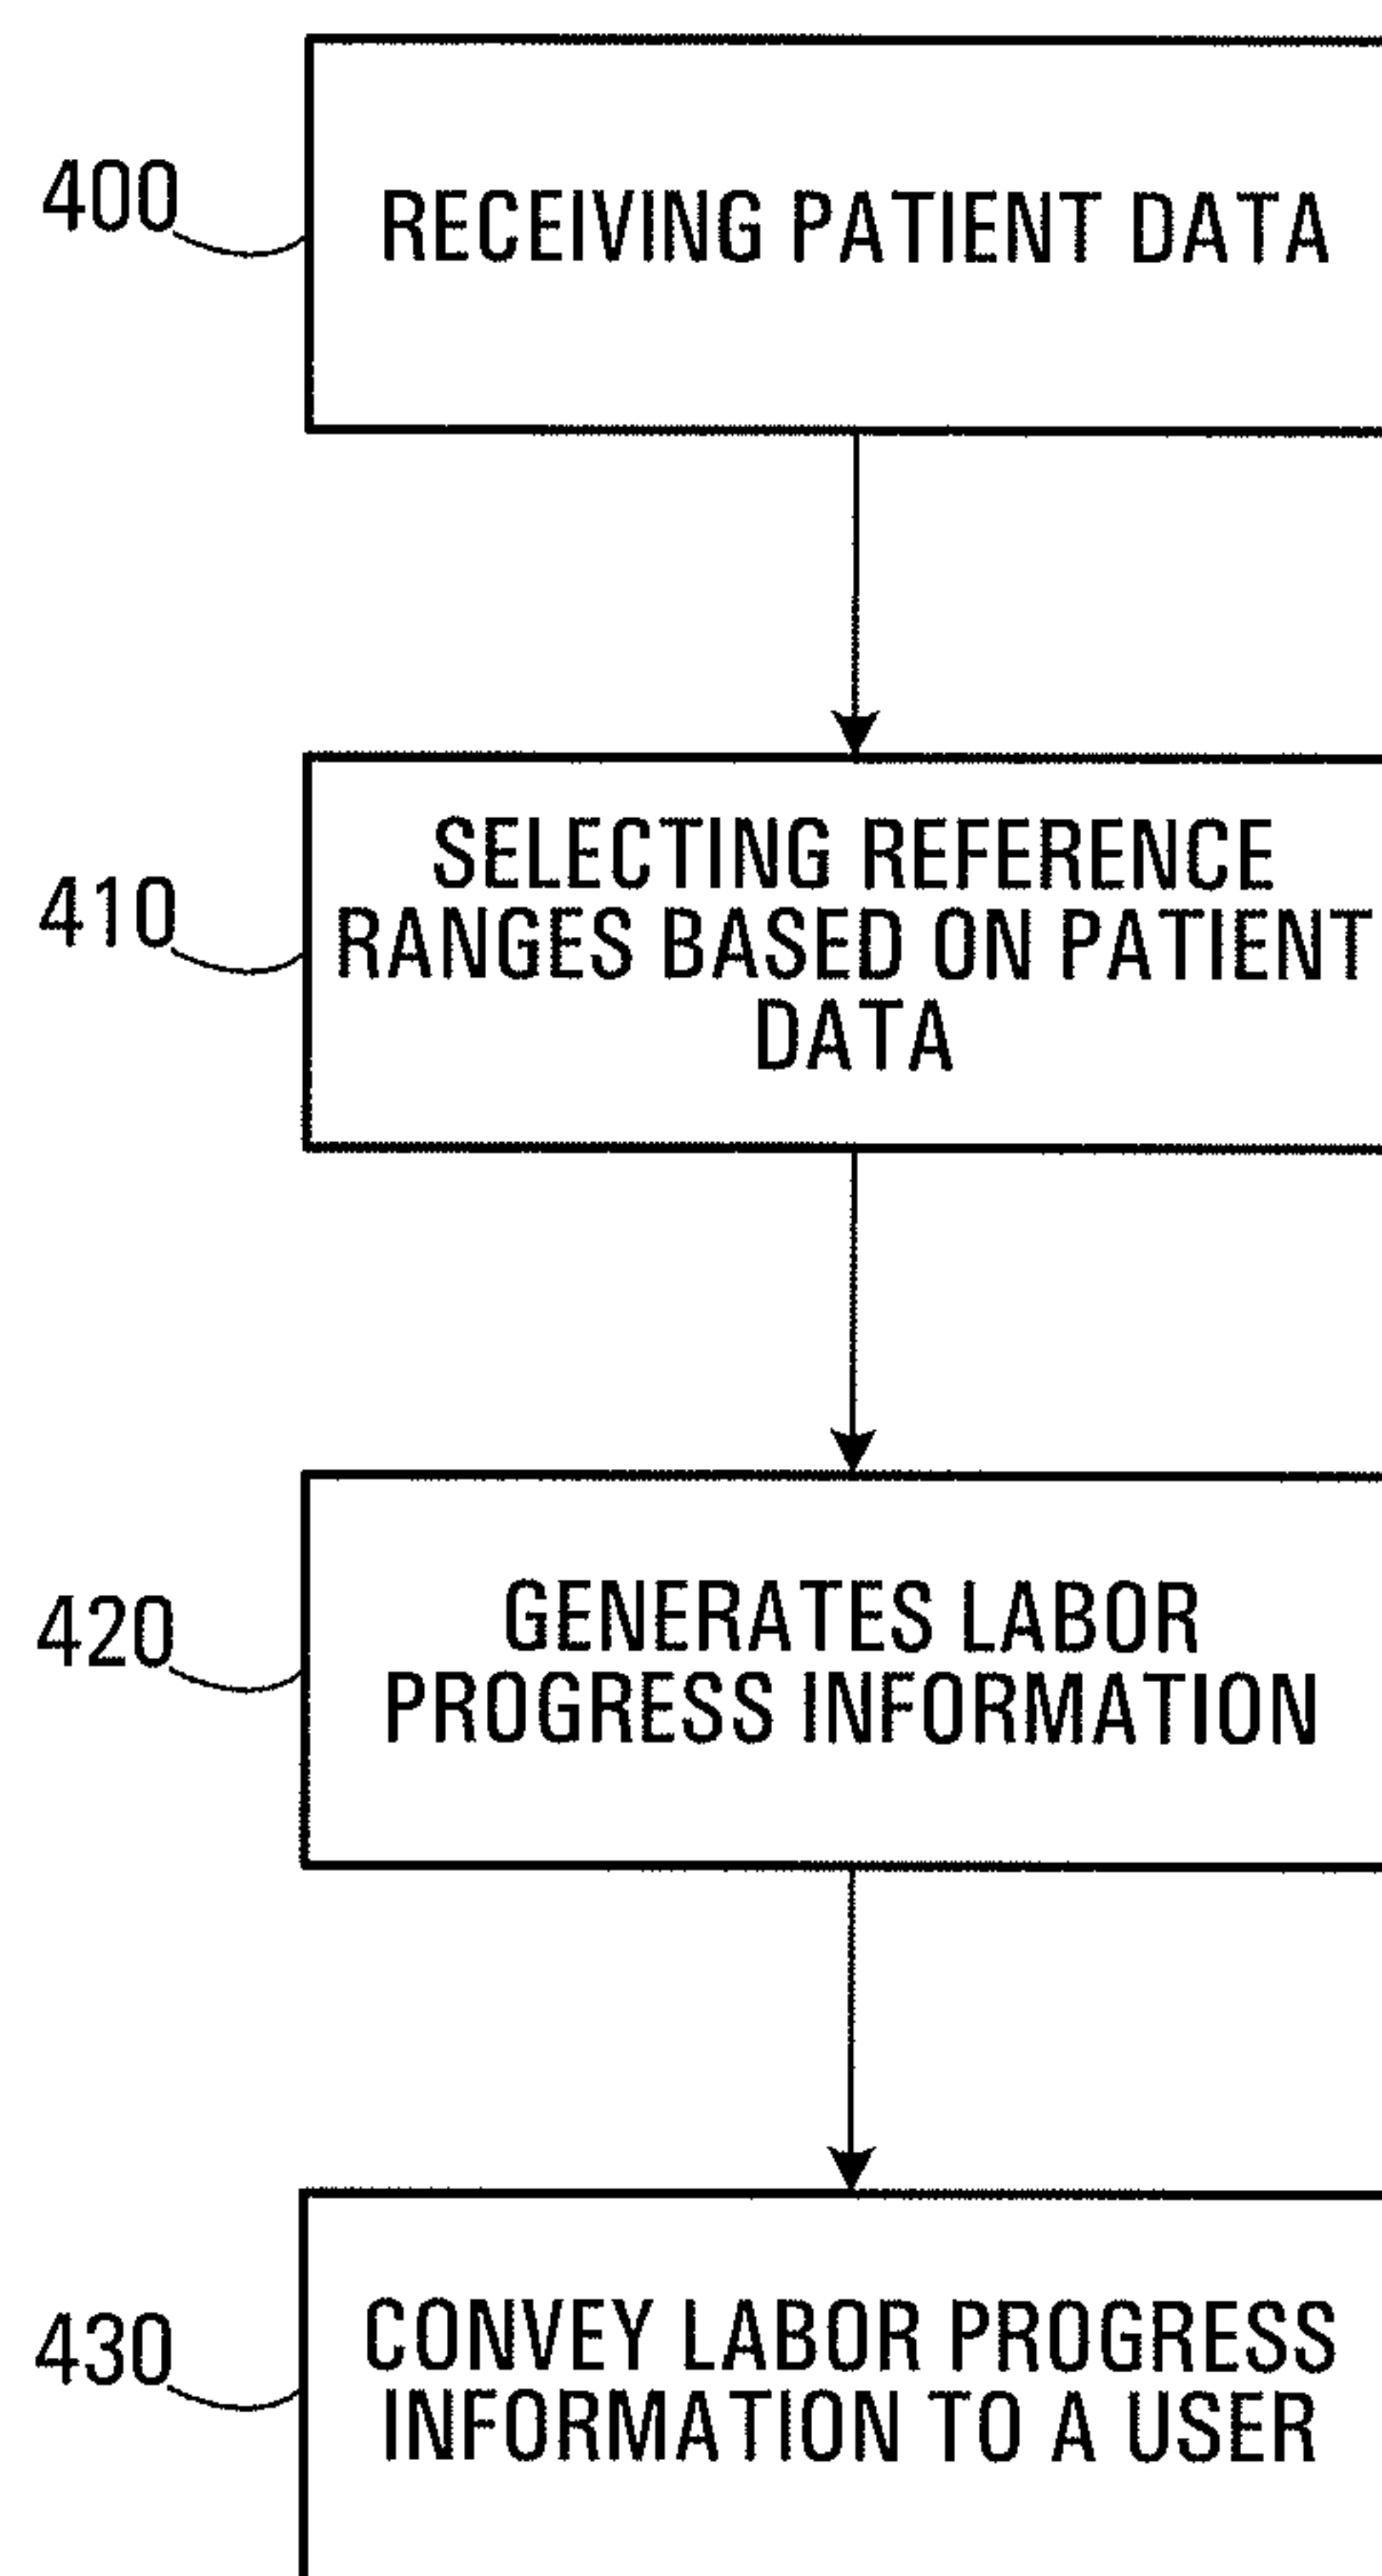 400
RECEIVING PATIENT DATA
410
SELECTING REFERENCE
RANGES BASED ON PATIENT
DATA
420
GENERATES LABOR
PROGRESS INFORMATION
430
CONVEY LABOR PROGRESS
INFORMATION TO A USER